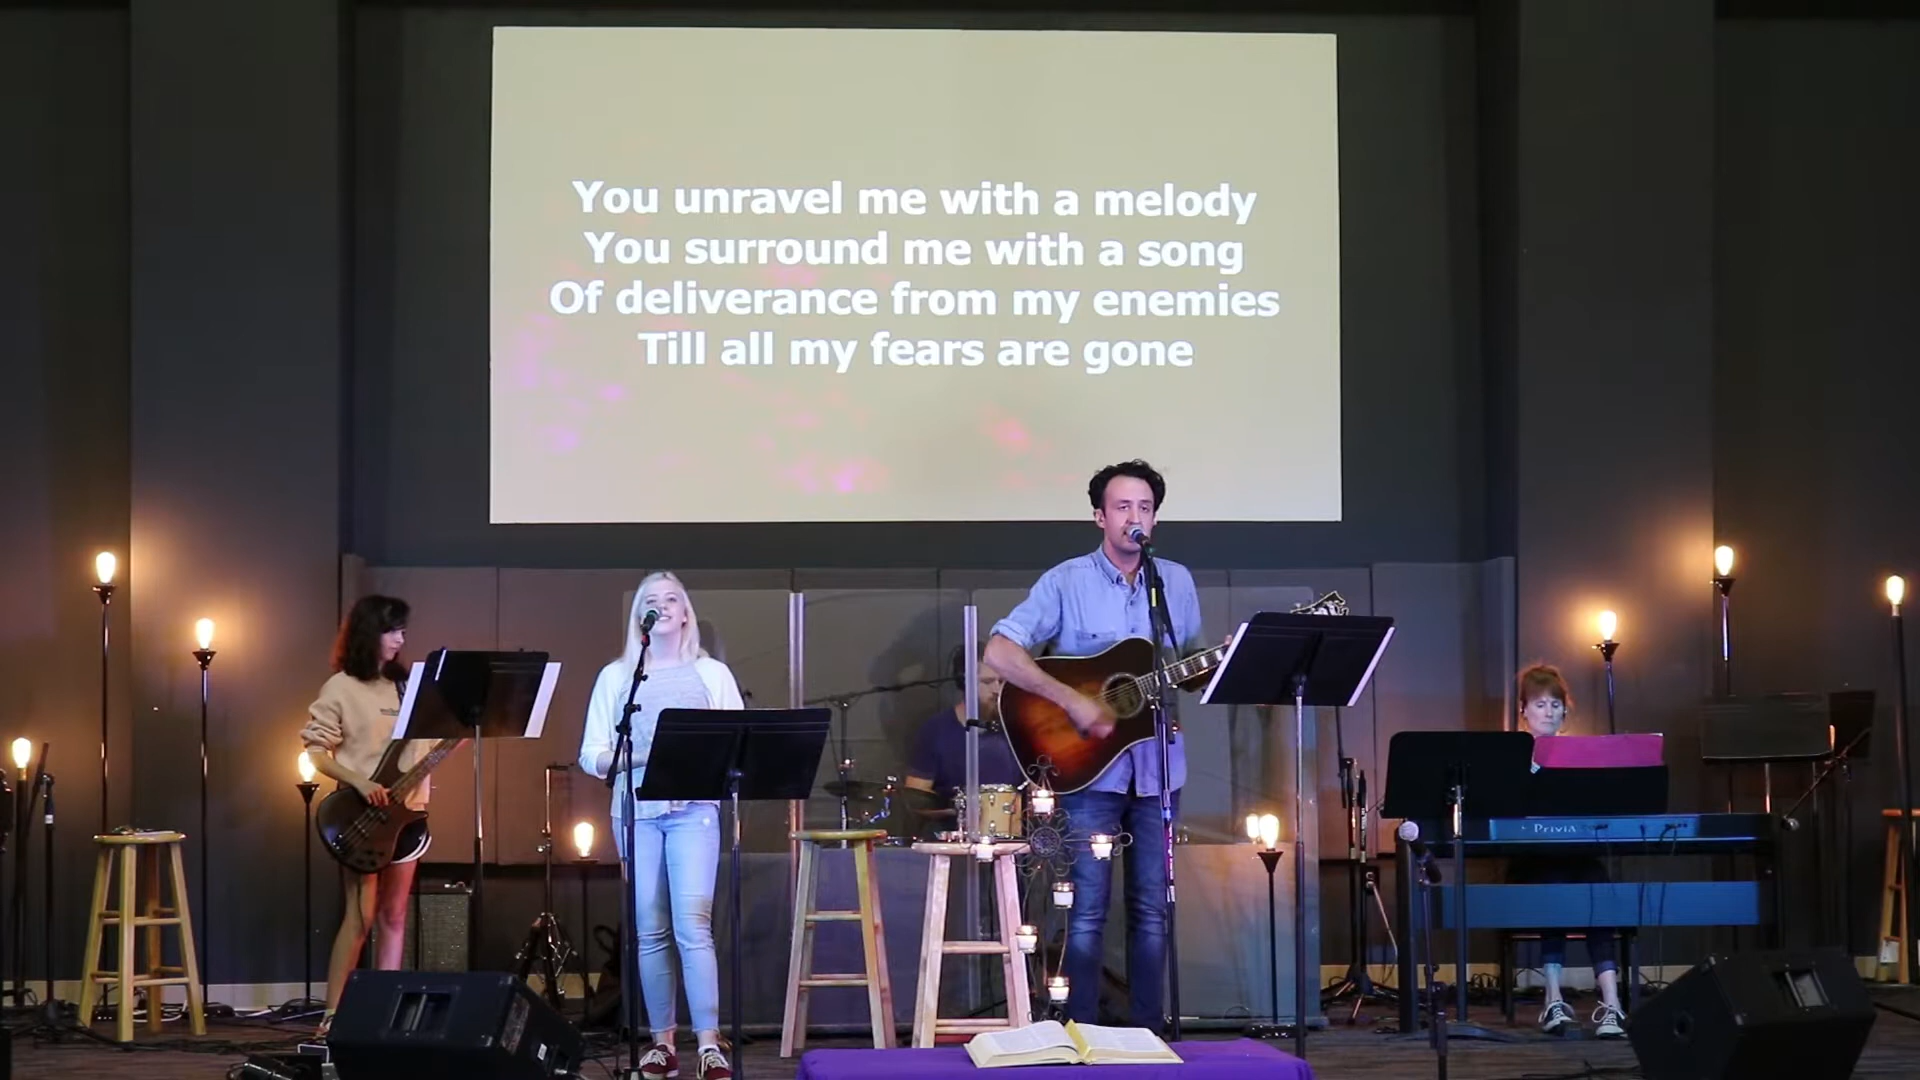 You unravel me with a melody
You surround me with a song
Of deliverance from my enemies
Till all my fears are gone
Privia